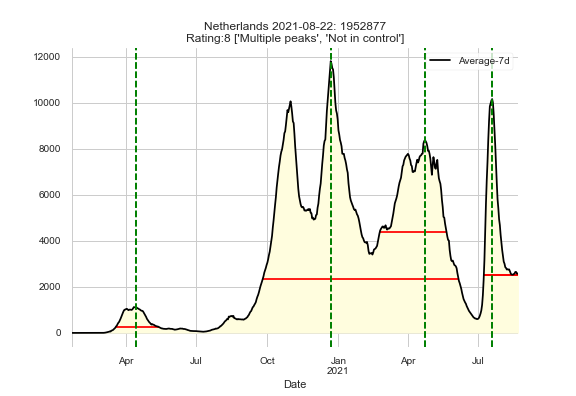 Netherlands 2021-08-22: 1952877
Rating:8 ['Multiple peaks', 'Not in control']
Average-7d
12000
10000
8000
6000
4000
2000
0
Apr Jul Oct Jan Apr Jul
2021
Date